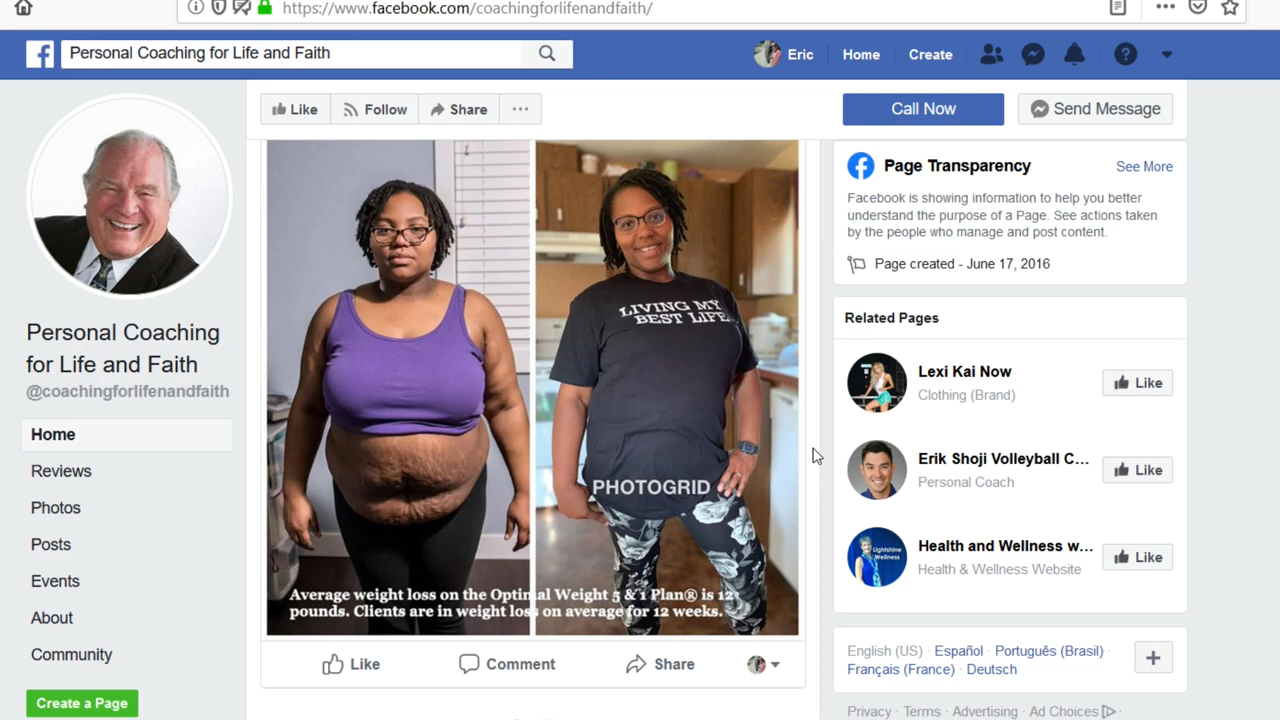 https://www.facebook.com/coachingforlifenandfaith/
Personal Coaching for Life and Faith
Eric
Home
Create
Like
Follow
Share
Call Now
Send Message
Personal Coaching
for Life and Faith
@coachingforlifenandfaith
Home
Reviews
Photos
Posts
Events
About
Community
Create a Page
LIVING MY
BEST LIFE
PHOTOGRID
Average weight loss on the Optimal Weight 5 & 1 Plan® is 12
pounds. Clients are in weight loss on average for 12 weeks.
Like
Comment
Share
Page Transparency
See More
Facebook is showing information to help you better
understand the purpose of a Page. See actions taken
by the people who manage and post content.
Page created - June 17, 2016
Related Pages
Lexi Kai Now
Clothing (Brand)
Like
Erik Shoji Volleyball C...
Personal Coach
Like
Lightshine
Wellness
Health and Wellness w...
Health & Wellness Website
Like
English (US) · Español · Português (Brasil) ·
Français (France) · Deutsch
Privacy · Terms · Advertising · Ad Choices ·